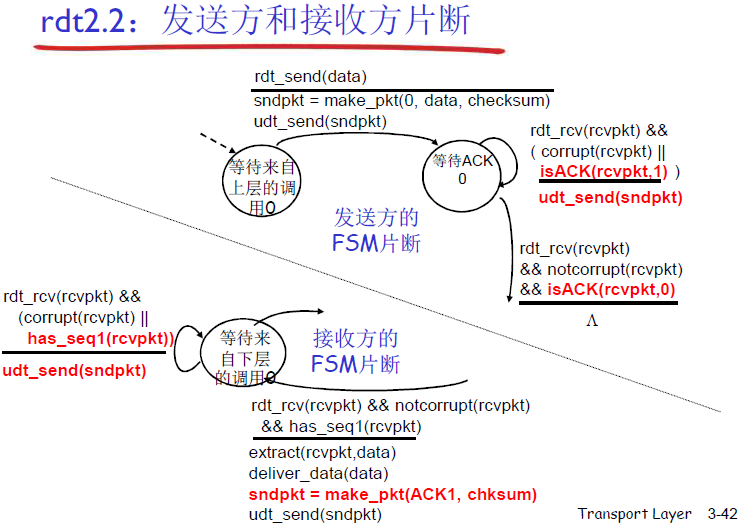 rdt2.2：发送方和接收方片断
rdt_send(data)
sndpkt = make_pkt(0, data, checksum)
udt_send(sndpkt)
等待来自
上层的调
用0
等待ACK
0
rdt_rcv(rcvpkt) &&
( corrupt(rcvpkt) ||
isACK(rcvpkt,1) )
udt_send(sndpkt)
发送方的
FSM片断
rdt_rcv(rcvpkt)
&& notcorrupt(rcvpkt)
&& isACK(rcvpkt,0)
Λ
rdt_rcv(rcvpkt) &&
(corrupt(rcvpkt) ||
has_seq1(rcvpkt))
udt_send(sndpkt)
等待来
自下层
的调用0
接收方的
FSM片断
rdt_rcv(rcvpkt) && notcorrupt(rcvpkt)
&& has_seq1(rcvpkt)
extract(rcvpkt,data)
deliver_data(data)
sndpkt = make_pkt(ACK1, chksum)
udt_send(sndpkt)
Transport Layer 3-42